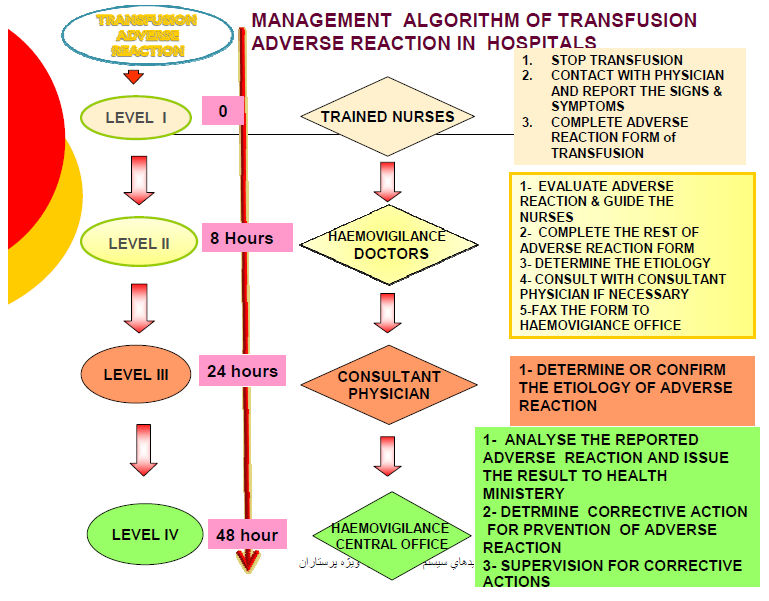 TRANSFUSION
ADVERSE
REACTION
MANAGEMENT ALGORITHM OF TRANSFUSION
ADVERSE REACTION IN HOSPITALS
LEVEL I
0
TRAINED NURSES
1. STOP TRANSFUSION
2. CONTACT WITH PHYSICIAN
AND REPORT THE SIGNS &
SYMPTOMS
3. COMPLETE ADVERSE
REACTION FORM of
TRANSFUSION
LEVEL II
8 Hours
HAEMOVIGILANCE
DOCTORS
1- EVALUATE ADVERSE
REACTION & GUIDE THE
NURSES
2- COMPLETE THE REST OF
ADVERSE REACTION FORM
3- DETERMINE THE ETIOLOGY
4- CONSULT WITH CONSULTANT
PHYSICIAN IF NECESSARY
5-FAX THE FORM TO
HAEMOVIGIANCE OFFICE
LEVEL III
24 hours
CONSULTANT
PHYSICIAN
1- DETERMINE OR CONFIRM
THE ETIOLOGY OF ADVERSE
REACTION
LEVEL IV
48 hour
HAEMOVIGILANCE
CENTRAL OFFICE
1- ANALYSE THE REPORTED
ADVERSE REACTION AND ISSUE
THE RESULT TO HEALTH
MINISTERY
2- DETRMINE CORRECTIVE ACTION
FOR PRVENTION OF ADVERSE
REACTION
3- SUPERVISION FOR CORRECTIVE
ACTIONS
سیستم ویژه پرستاران